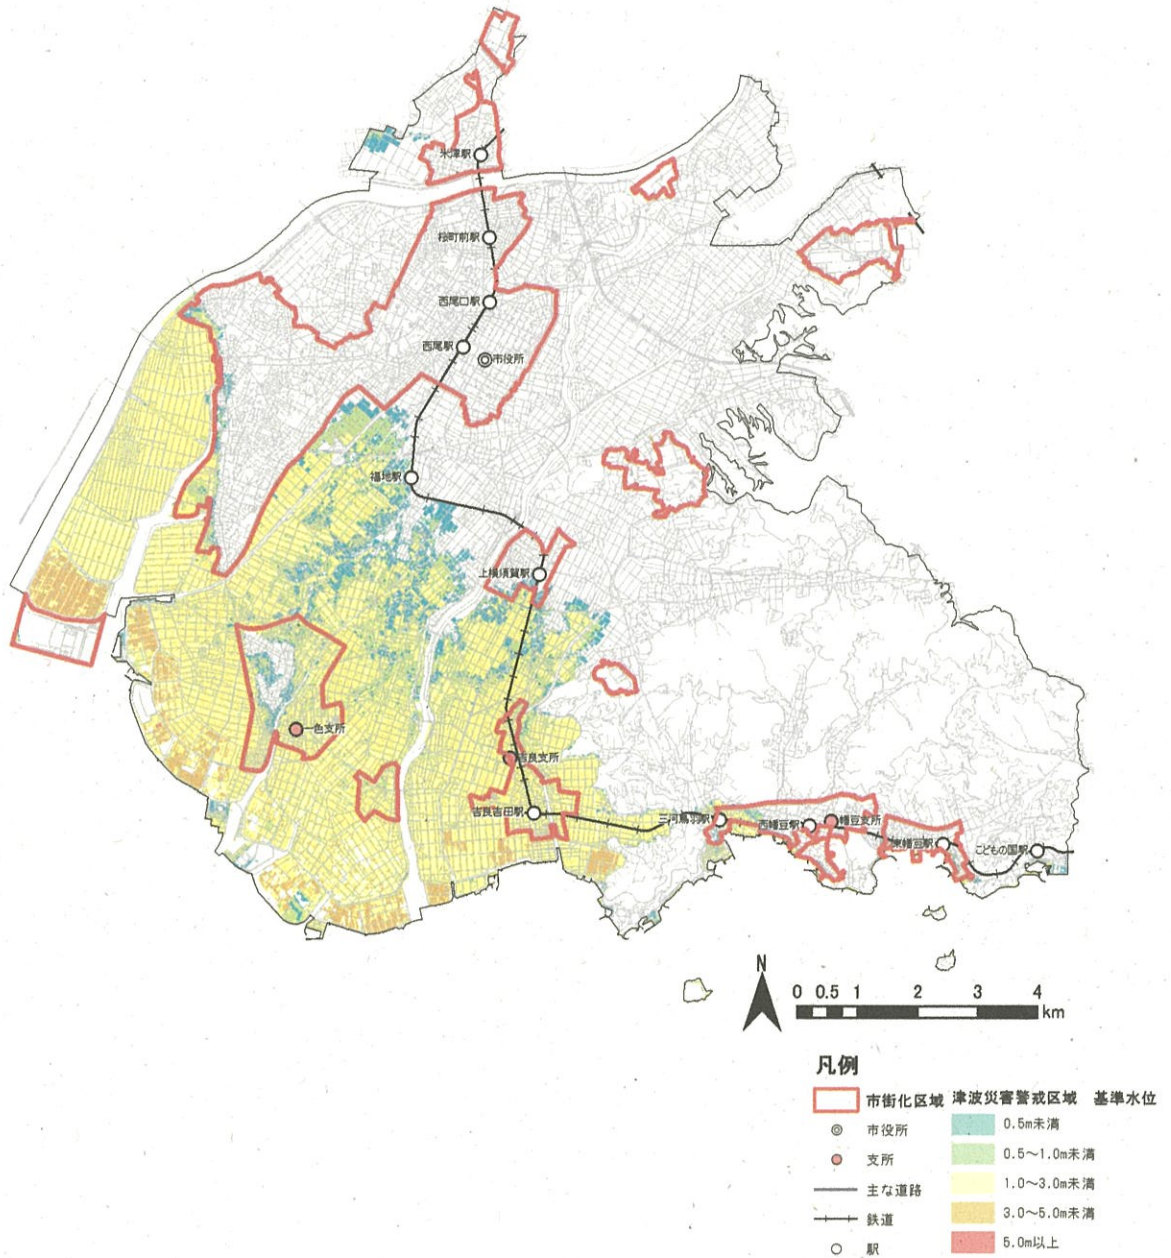 米津駅
桜町前駅
西尾口駅
西尾駅
市役所
福地駅
上横須賀駅
一色支所
吉良支所
吉良吉田駅
三河鳥羽駅
西幡豆駅
幡豆支所
東幡豆駅
こどもの国駅
N
0 0.5 1 2 3 4
km
凡例
市街化区域 津波災害警戒区域 基準水位
市役所 0.5m未満
支所 0.5～1.0m未満
主な道路 1.0～3.0m未満
鉄道 3.0～5.0m未満
駅 5.0m以上